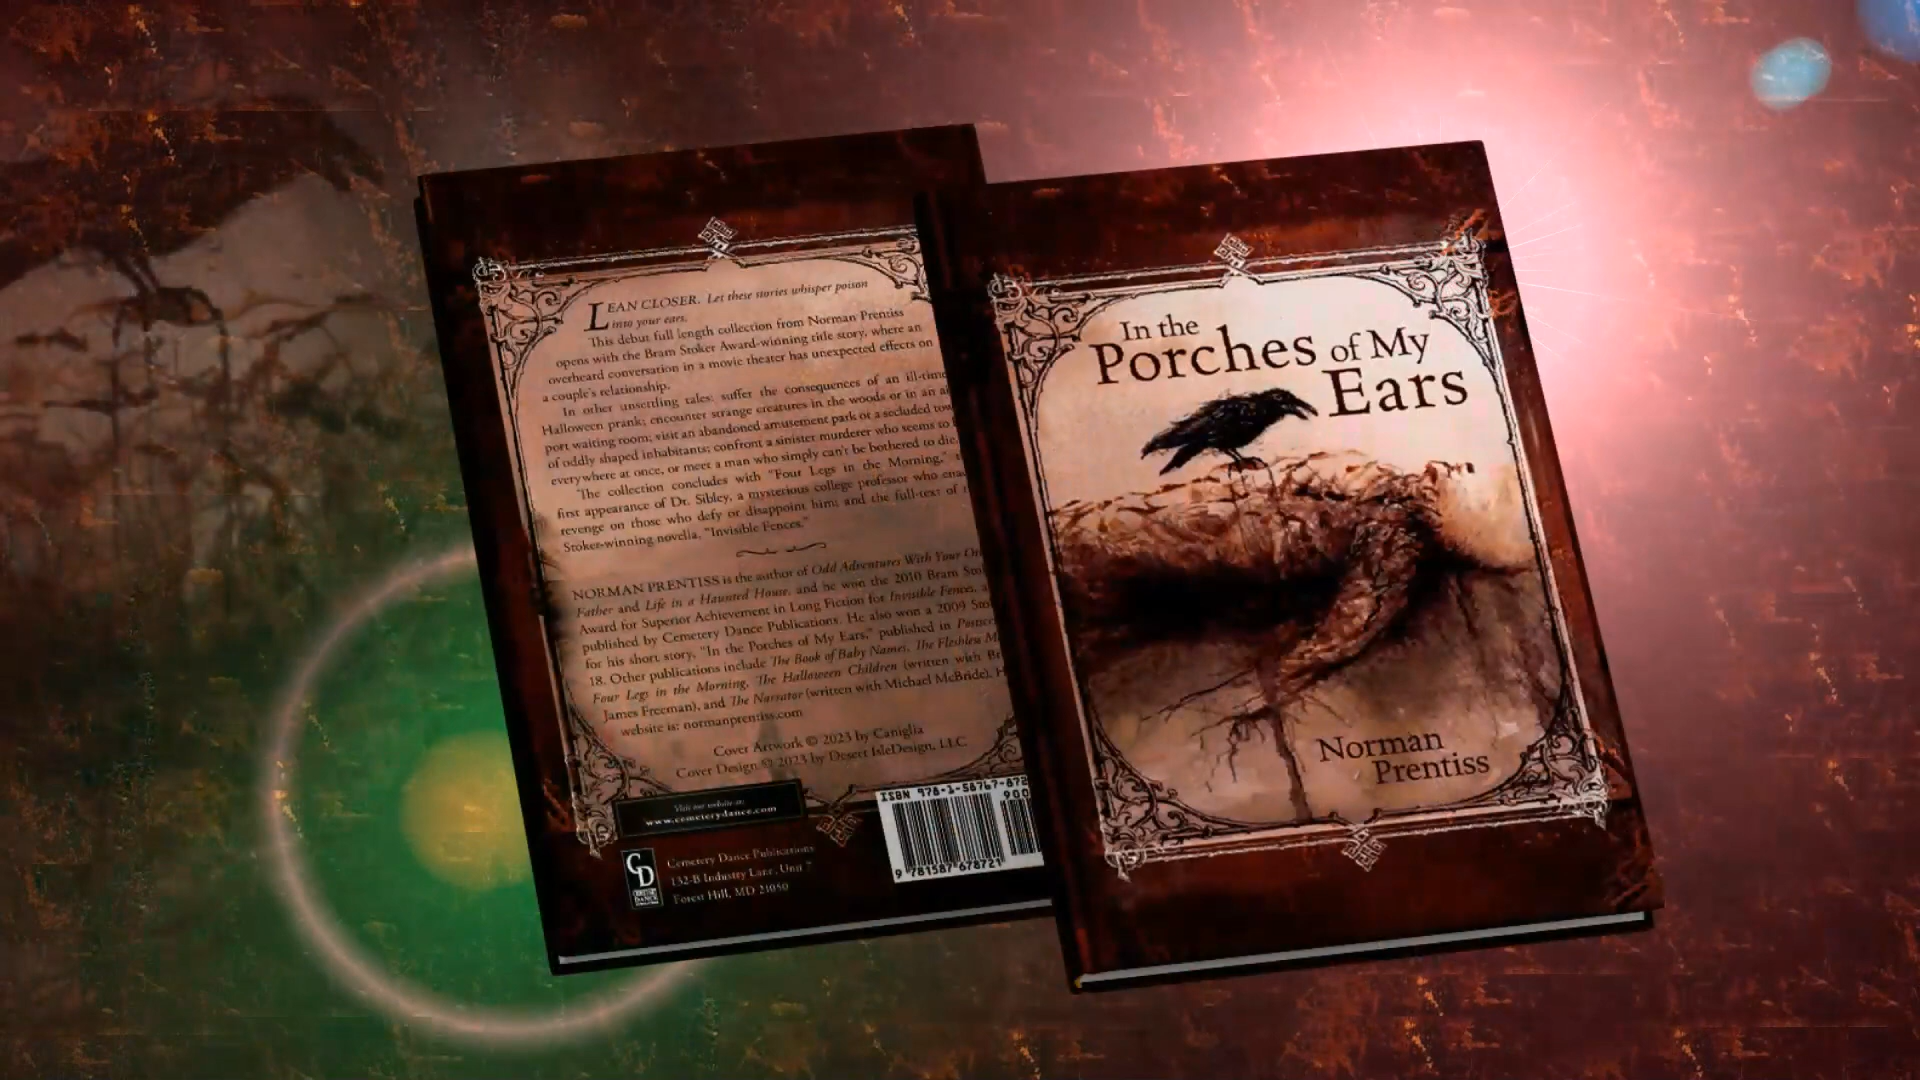 LEAN CLOSER. Let these stories whisper poison
into your ears.
This debut full length collection from Norman Prentiss
opens with the Bram Stoker Award-winning title story, where an
overheard conversation in a movie theater has unexpected effects on
a couple's relationship.
In other unsettling tales: suffer the consequences of an ill-time
Halloween prank; encounter strange creatures in the woods or in an
port waiting room; visit an abandoned amusement park or a secluded
of oddly shaped inhabitants; confront a sinister murderer who seems to
everywhere at once, or meet a man who simply can't be bothered to die.
The collection concludes with "Four Legs in the Morning,"
first appearance of Dr. Sibley, a mysterious college professor who
revenge on those who defy or disappoint him; and the full-text of
Stoker-winning novella, "Invisible Fences."
NORMAN PRENTISS is the author of Odd Adventures With Your
Father and Life in a Haunted House, and he won the 2010 Bram
Award for Superior Achievement in Long Fiction for Invisible Fences,
published by Cemetery Dance Publications. He also won a 2009
for his short story, "In the Porches of My Ears," published in
18. Other publications include The Book of Baby Names, The Fleshless
Four Legs in the Morning, The Halloween Children (written with
James Freeman), and The Narrator (written with Michael McBride).
website is: normanprentiss.com
Cover Artwork © 2023 by Caniglia
Cover Design © 2023 by Desert IsleDesign, LLC
Visit our website at:
www.cemeterydance.com
CD
CEMETERY
DANCE
Cemetery Dance Publications
132-B Industry Lane, Unit 7
Forest Hill, MD 21050
ISBN 978-1-58767-872
900
9 781587 678721
In the
Porches of My
Ears
Norman
Prentiss